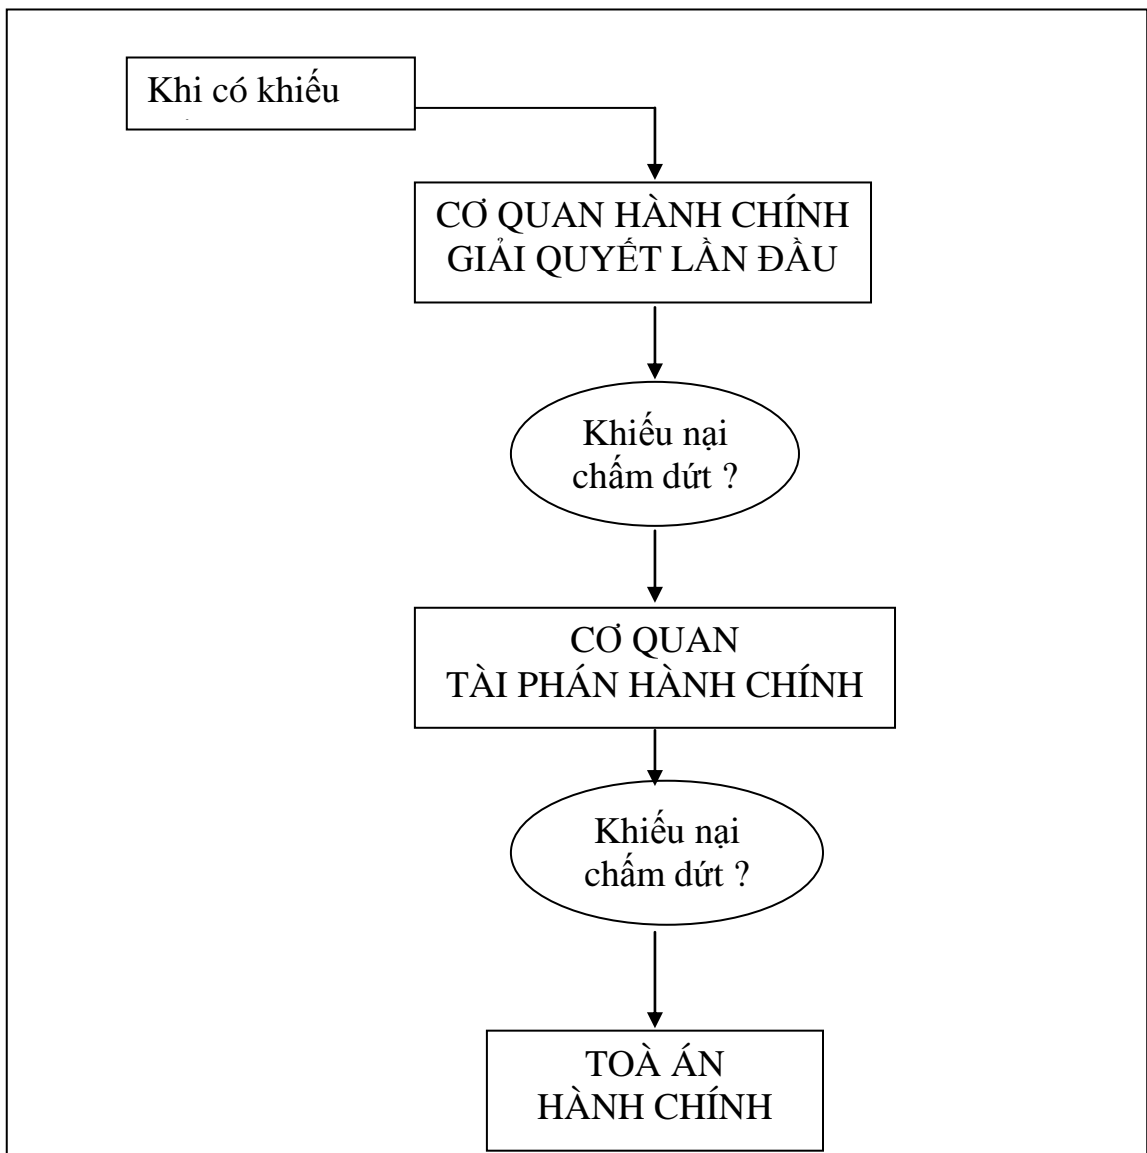 Khi có khiếu
CƠ QUAN HÀNH CHÍNH
GIẢI QUYẾT LẦN ĐẦU
Khiếu nại
chấm dứt ?
CƠ QUAN
TÀI PHÁN HÀNH CHÍNH
Khiếu nại
chấm dứt ?
TOÀ ÁN
HÀNH CHÍNH